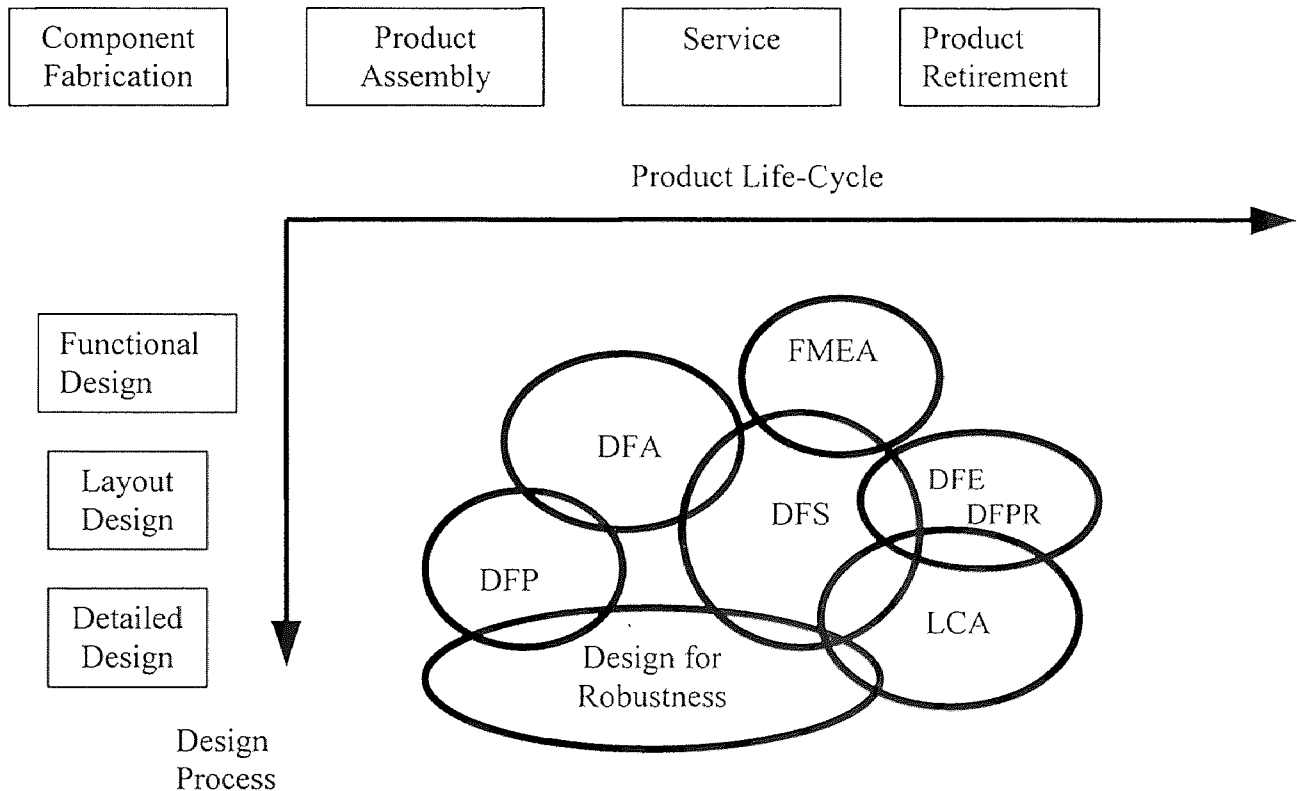 Component
Fabrication
Product
Assembly
Service
Product
Retirement
Product Life-Cycle
Functional
Design
Layout
Design
Detailed
Design
Design
Process
FMEA
DFA
DFE
DFPR
DFS
DFP
LCA
Design for
Robustness